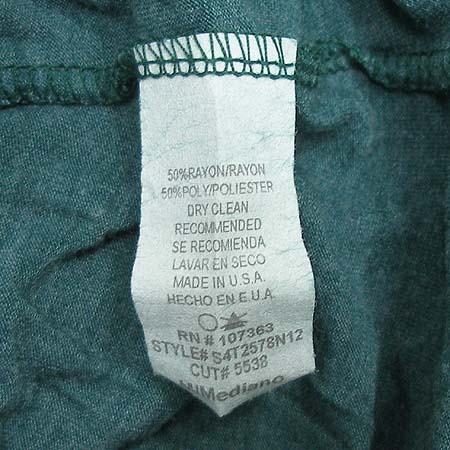 50%RAYON/RAYON
50%POLY/POLIESTER
DRY CLEAN
RECOMMENDED
SE RECOMIENDA
LAVAR EN SECO
MADE IN U.S.A.
HECHO EN E.U.A.
RN # 107363
STYLE# S4T2578N12
CUT# 5538
M/Mediano